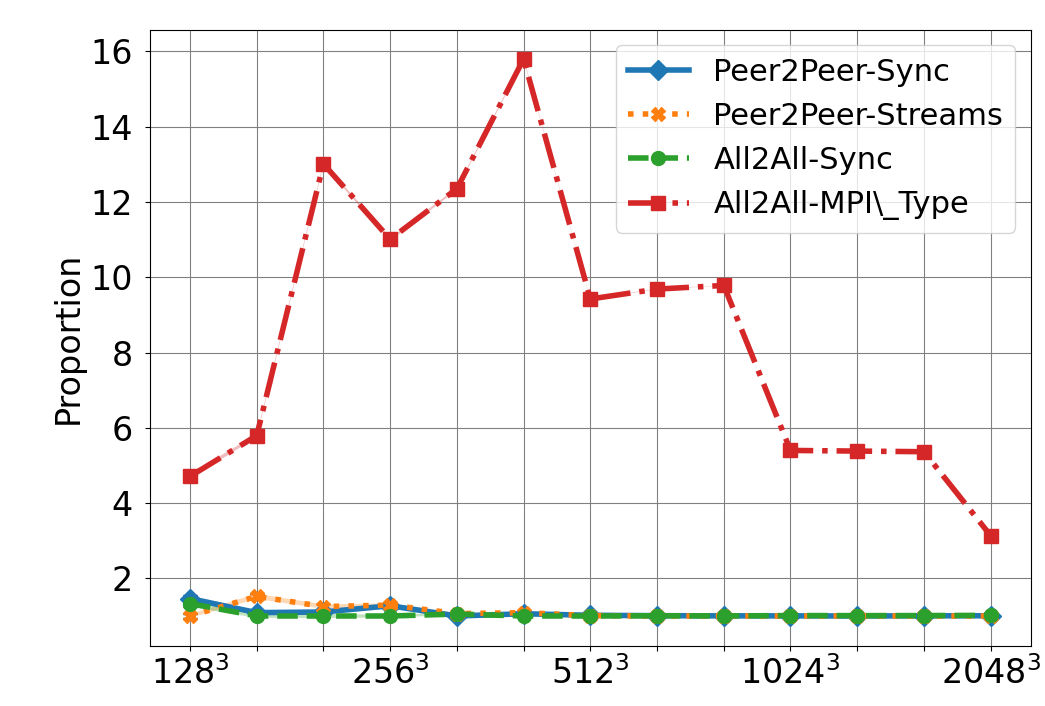 16
14
12
10
8
6
4
2
Proportion
Peer2Peer-Sync
Peer2Peer-Streams
All2All-Sync
All2All-MPI\_Type
128³
256³
512³
1024³
2048³